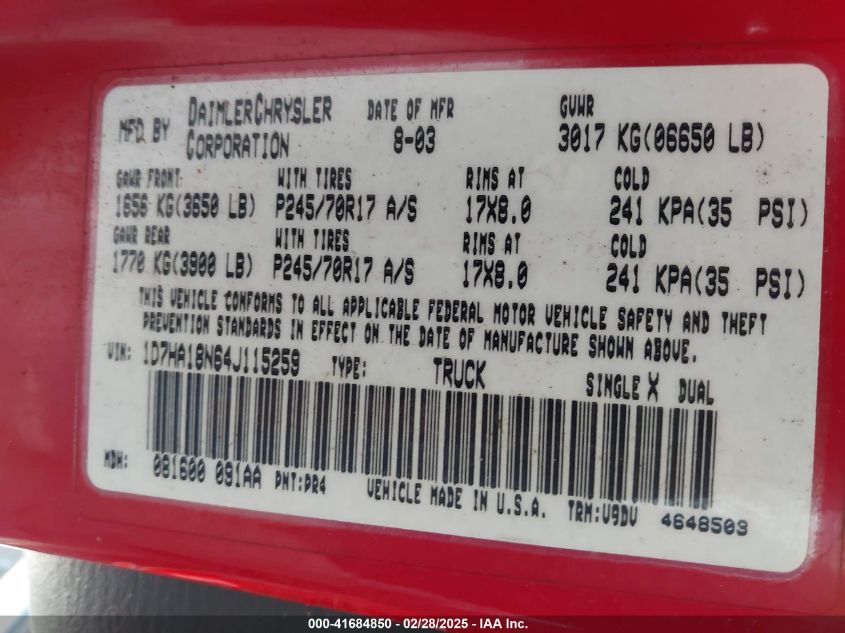 MFD BY DAIMLERCHRYSLER CORPORATION DATE OF MFR 8-03 GVWR 3017 KG(06650 LB)
GAWR FRONT WITH TIRES RIMS AT COLD
1656 KG(3650 LB) P245/70R17 A/S 17X8.0 241 KPA(35 PSI)
GAWR REAR WITH TIRES RIMS AT COLD
1770 KG(3900 LB) P245/70R17 A/S 17X8.0 241 KPA(35 PSI)
THIS VEHICLE CONFORMS TO ALL APPLICABLE FEDERAL MOTOR VEHICLE SAFETY AND THEFT
PREVENTION STANDARDS IN EFFECT ON THE DATE OF MANUFACTURE SHOWN ABOVE.
VIN: 1D7HA18N64J115259 TYPE: TRUCK SINGLE X DUAL
MDH: 081600 091AA PNT:PR4 VEHICLE MADE IN U.S.A. TRM:V9DV 4648509
000-41684850 / 02/28/2025 - IAA Inc.